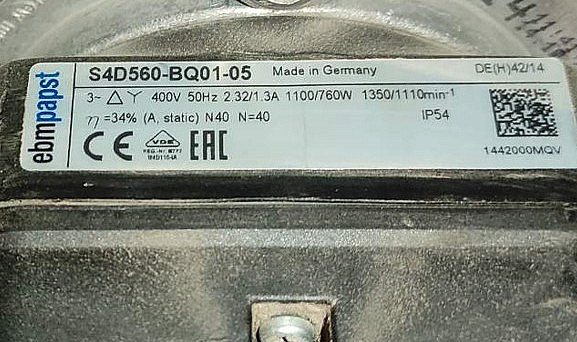 ebmpapst
S4D560-BQ01-05 Made in Germany DE(H)42/14
3~ △ Y 400V 50Hz 2.32/1.3A 1100/760W 1350/1110min⁻¹
η =34% (A, static) N40 N=40 IP54
CE VDE EAC
1442000MQV